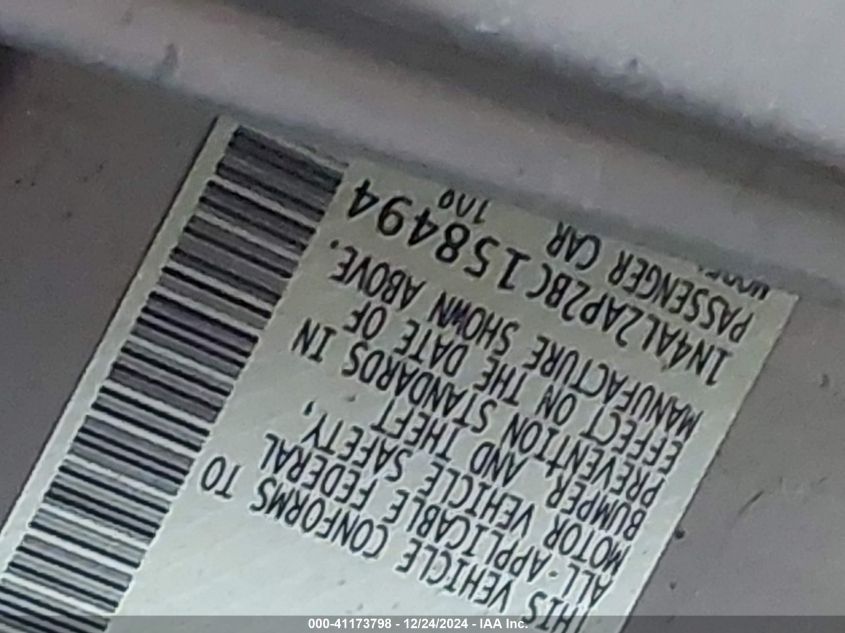 THIS VEHICLE CONFORMS TO
ALL APPLICABLE FEDERAL
MOTOR VEHICLE SAFETY,
BUMPER AND THEFT
PREVENTION STANDARDS IN
EFFECT ON THE DATE OF
MANUFACTURE SHOWN ABOVE.
1N4AL2AP2BC158494
PASSENGER CAR
000-41173798 - 12/24/2024 - IAA Inc.